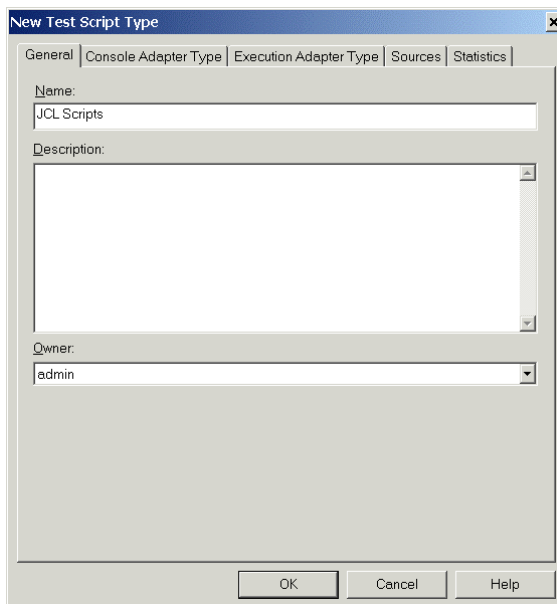 New Test Script Type
General Console Adapter Type Execution Adapter Type Sources Statistics
Name:
JCL Scripts
Description:
Owner:
admin
OK Cancel Help